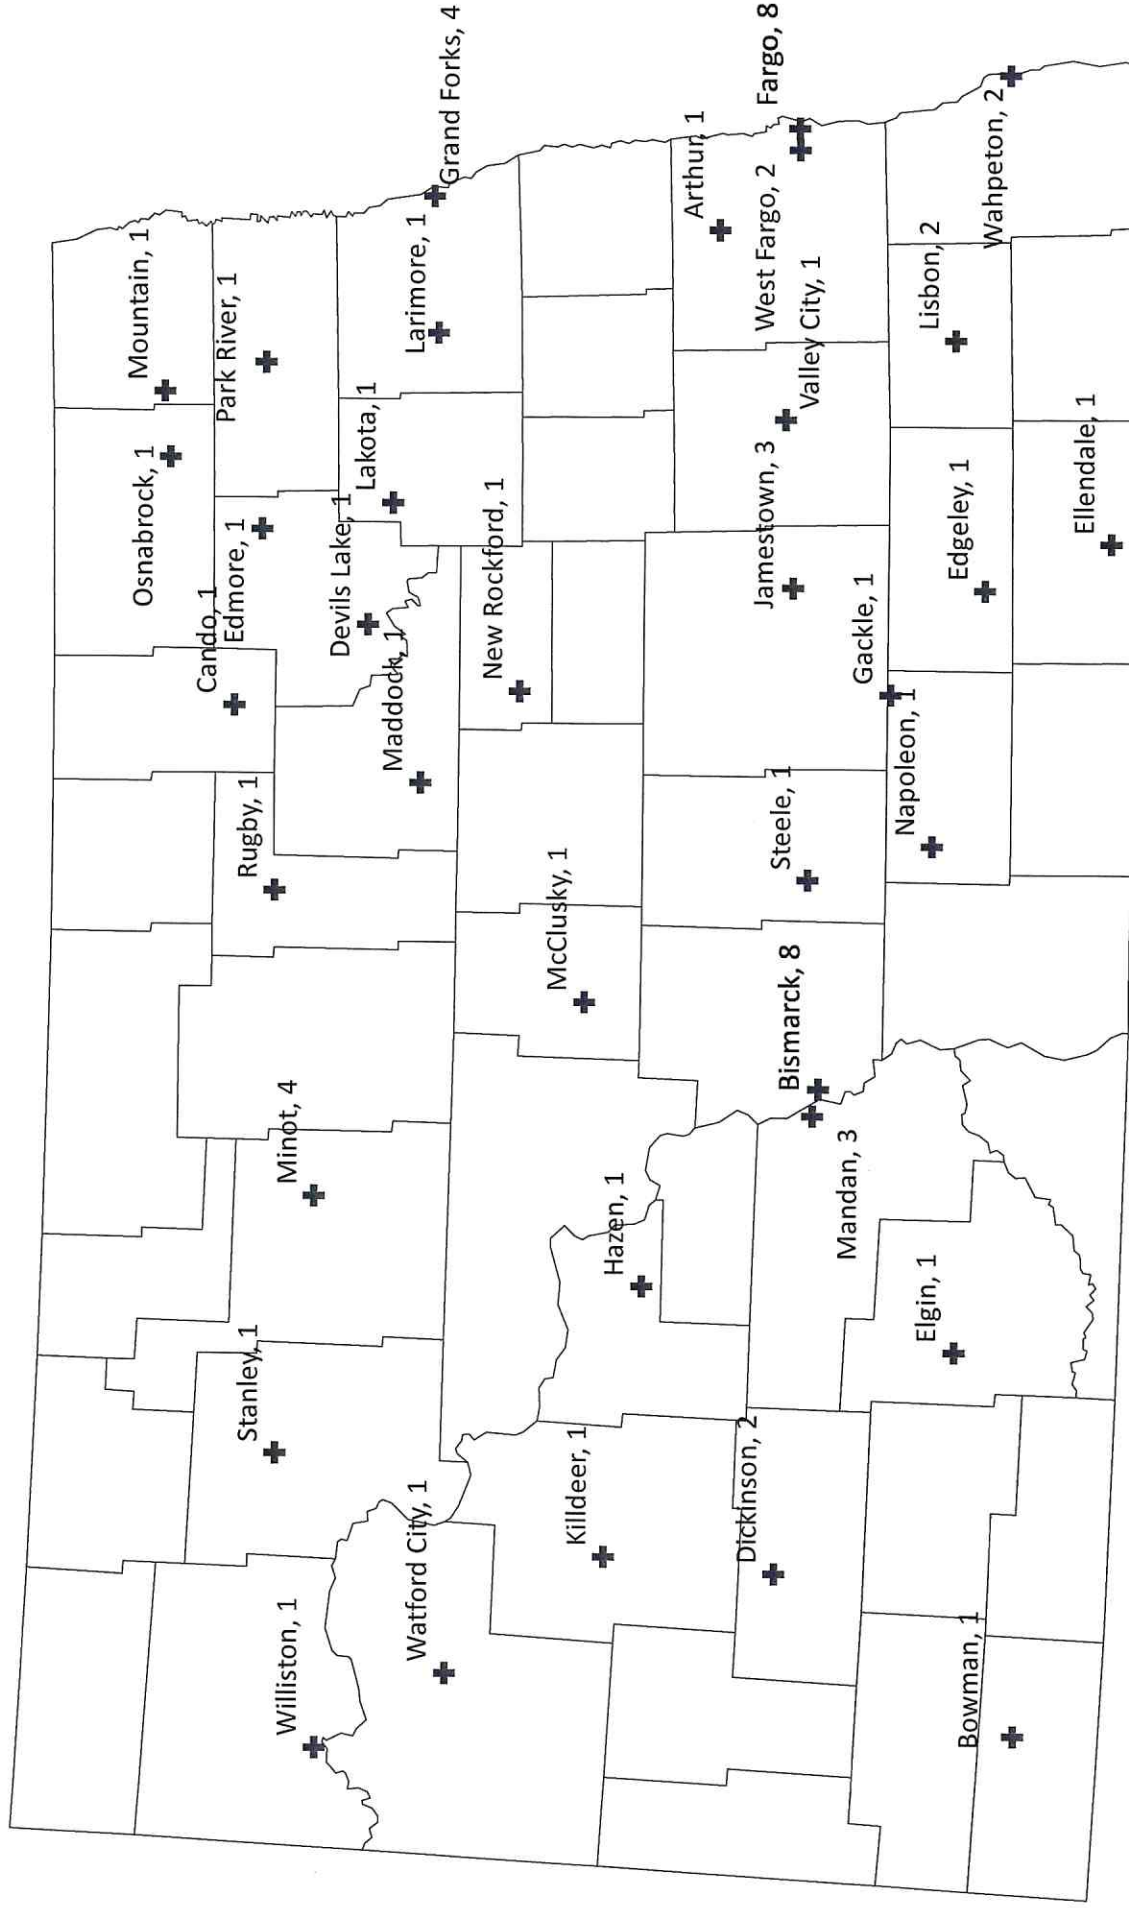 Osnabrock, 1
Mountain, 1
Cando, 1
Park River, 1
Edmore, 1
Stanley, 1
Rugby, 1
Williston, 1
Minot, 4
Devils Lake, 1
Lakota, 1
Maddock, 1
Watford City, 1
Larimore, 1
Grand Forks, 4
New Rockford, 1
McClusky, 1
Killdeer, 1
Hazen, 1
Arthur, 1
Dickinson, 2
Jamestown, 3
West Fargo, 2
Fargo, 8
Steele, 1
Bismarck, 8
Valley City, 1
Mandan, 3
Gackle, 1
Napoleon, 1
Elgin, 1
Lisbon, 2
Edgeley, 1
Bowman, 1
Wahpeton, 2
Ellendale, 1